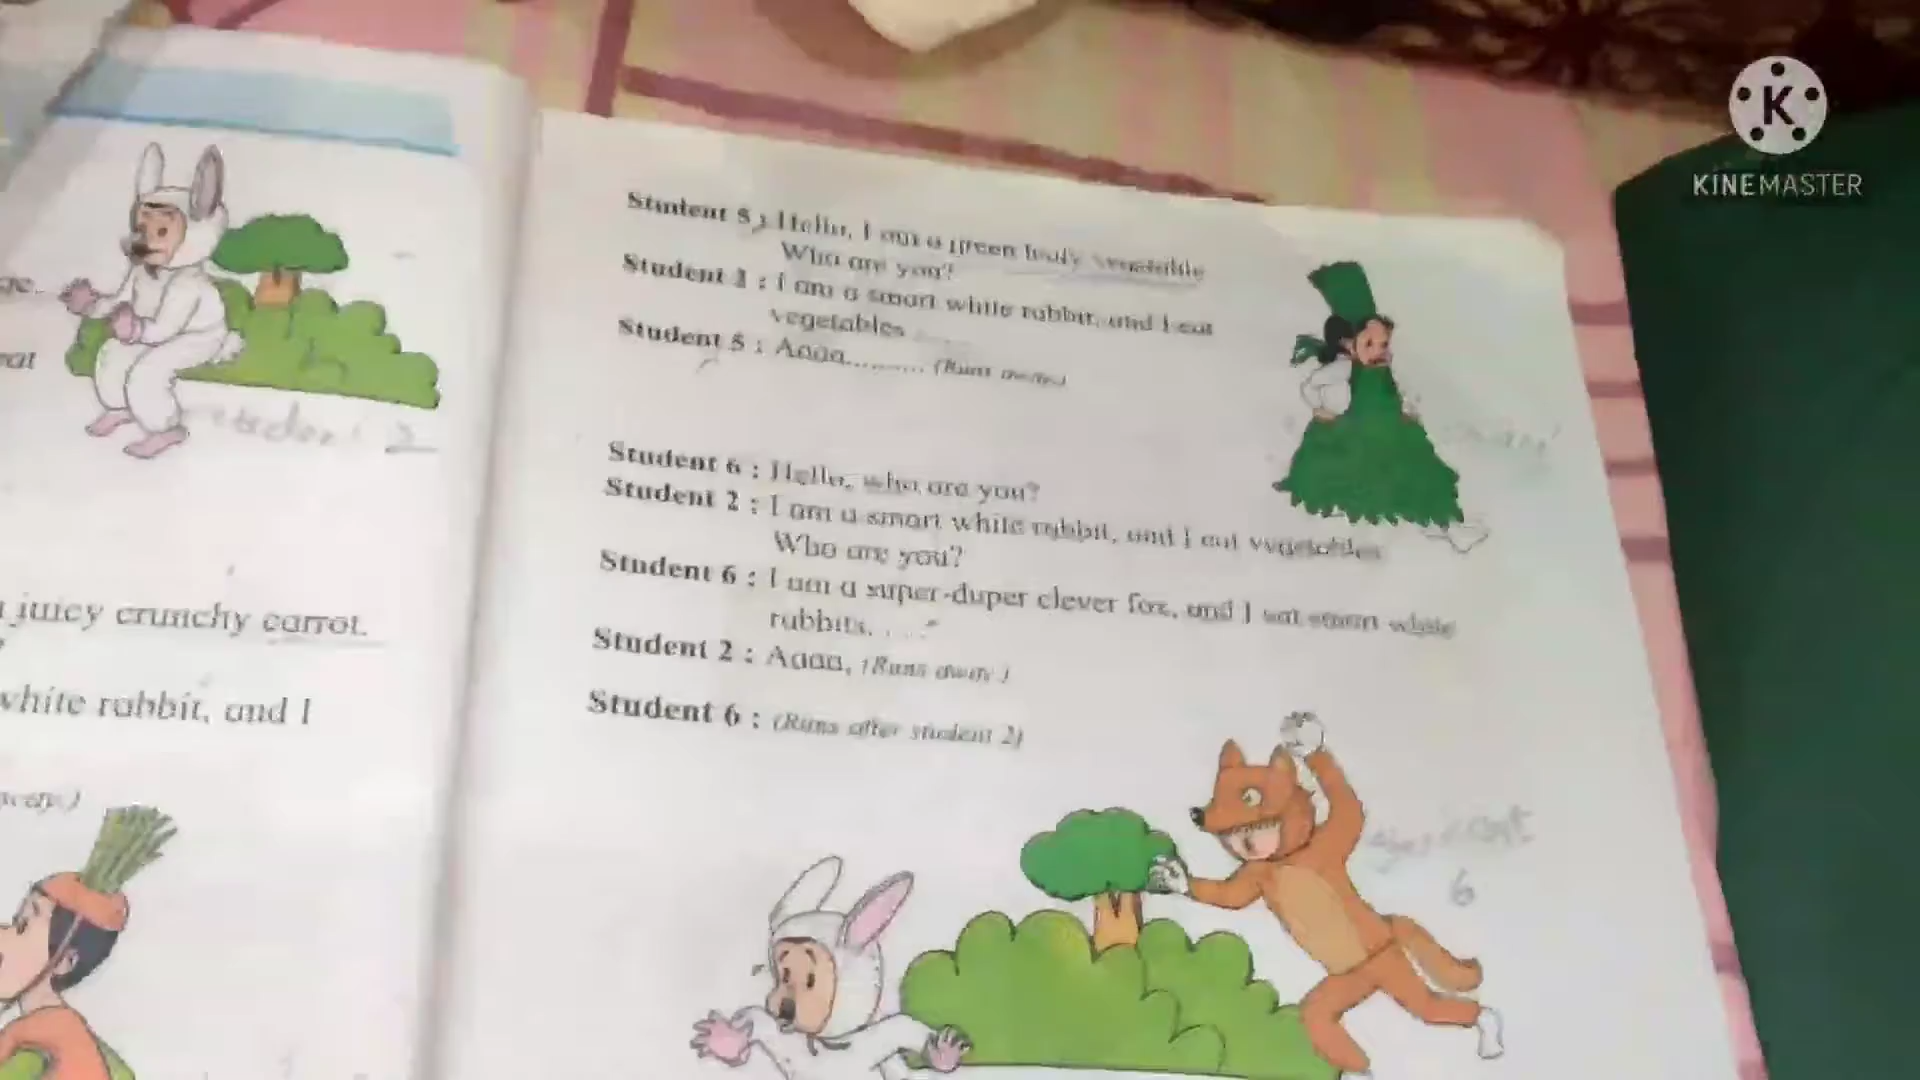 eat
juicy crunchy carrot.
white rabbit, and I
Student 5 : Hello, I am a green leafy vegetable
Who are you?
Student 1 : I am a smart white rabbit, and I eat
vegetables
Student 5 : Aaaa.......... (Runs away)
Student 6 : Hello, who are you?
Student 2 : I am a smart white rabbit, and I eat vegetables
Who are you?
Student 6 : I am a super-duper clever fox, and I eat smart white
rabbits.
Student 2 : Aaaa, (Runs away.)
Student 6 : (Runs after student 2)
6
K
KINEMASTER